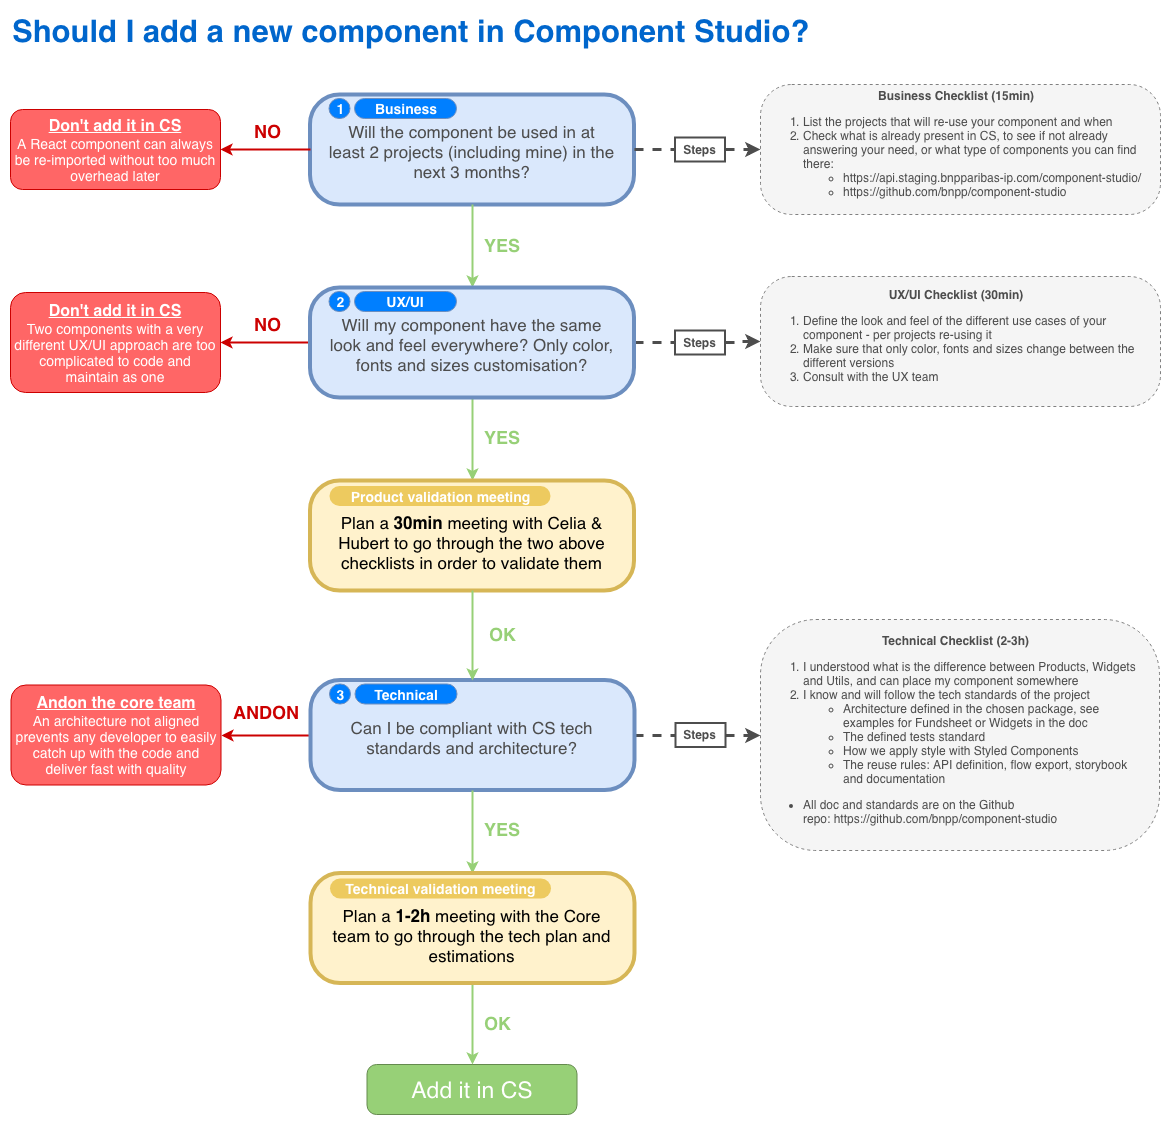 Should I add a new component in Component Studio?
Don't add it in CS
A React component can always
be re-imported without too much
overhead later
NO
1 Business
Will the component be used in at
least 2 projects (including mine) in the
next 3 months?
Steps
Business Checklist (15min)
1. List the projects that will re-use your component and when
2. Check what is already present in CS, to see if not already
answering your need, or what type of components you can find
there:
◦ https://api.staging.bnpparibas-ip.com/component-studio/
◦ https://github.com/bnpp/component-studio
YES
Don't add it in CS
Two components with a very
different UX/UI approach are too
complicated to code and
maintain as one
NO
2 UX/UI
Will my component have the same
look and feel everywhere? Only color,
fonts and sizes customisation?
Steps
UX/UI Checklist (30min)
1. Define the look and feel of the different use cases of your
component - per projects re-using it
2. Make sure that only color, fonts and sizes change between the
different versions
3. Consult with the UX team
YES
Product validation meeting
Plan a 30min meeting with Celia &
Hubert to go through the two above
checklists in order to validate them
OK
Andon the core team
An architecture not aligned
prevents any developer to easily
catch up with the code and
deliver fast with quality
ANDON
3 Technical
Can I be compliant with CS tech
standards and architecture?
Steps
Technical Checklist (2-3h)
1. I understood what is the difference between Products, Widgets
and Utils, and can place my component somewhere
2. I know and will follow the tech standards of the project
◦ Architecture defined in the chosen package, see
examples for Fundsheet or Widgets in the doc
◦ The defined tests standard
◦ How we apply style with Styled Components
◦ The reuse rules: API definition, flow export, storybook
and documentation
• All doc and standards are on the Github
repo: https://github.com/bnpp/component-studio
YES
Technical validation meeting
Plan a 1-2h meeting with the Core
team to go through the tech plan and
estimations
OK
Add it in CS